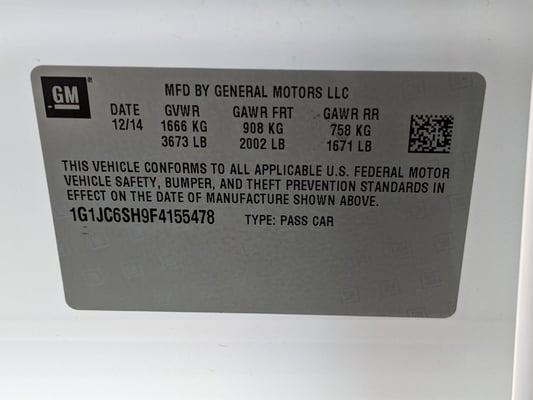 GM
MFD BY GENERAL MOTORS LLC
DATE GVWR GAWR FRT GAWR RR
12/14 1666 KG 908 KG 758 KG
3673 LB 2002 LB 1671 LB
THIS VEHICLE CONFORMS TO ALL APPLICABLE U.S. FEDERAL MOTOR
VEHICLE SAFETY, BUMPER, AND THEFT PREVENTION STANDARDS IN
EFFECT ON THE DATE OF MANUFACTURE SHOWN ABOVE.
1G1JC6SH9F4155478 TYPE: PASS CAR